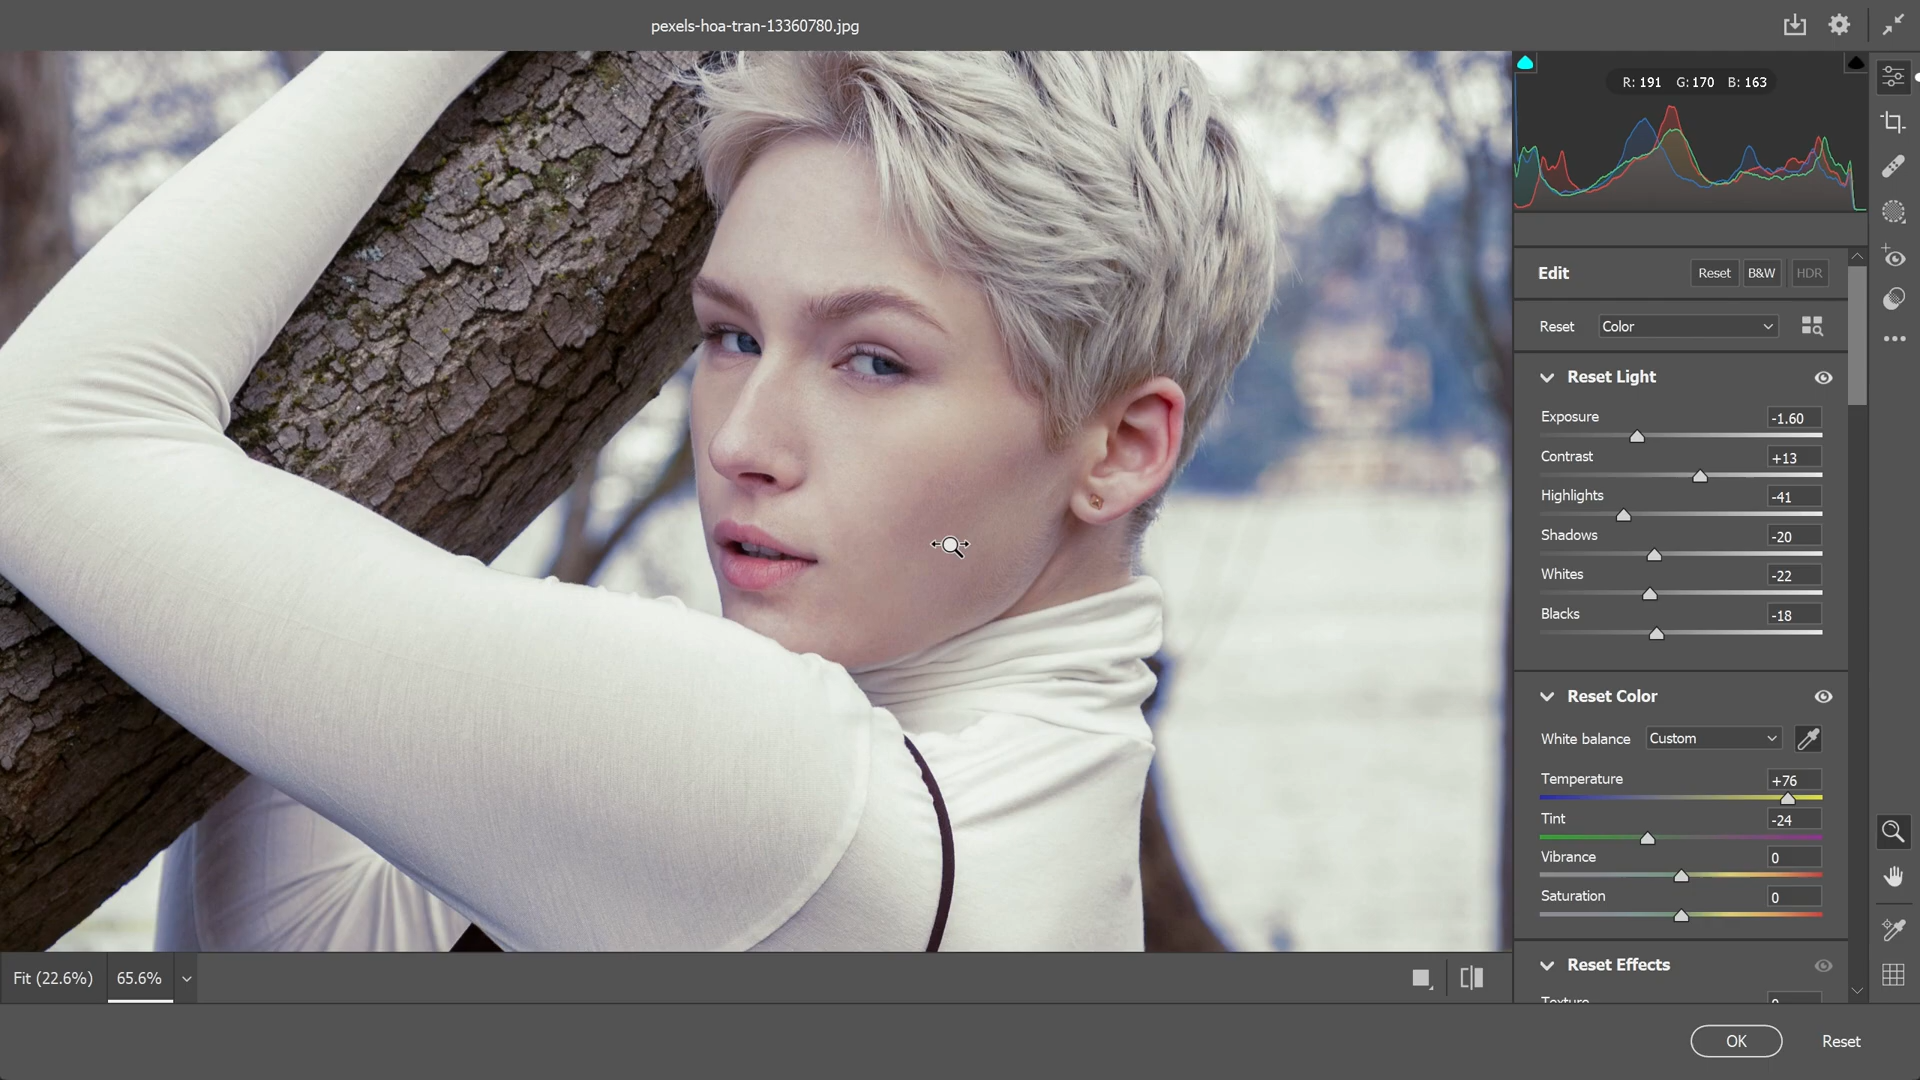 pexels-hoa-tran-13360780.jpg
R: 191 G: 170 B: 163
Edit Reset B&W HDR
Reset Color
Reset Light
Exposure -1.60
Contrast +13
Highlights -41
Shadows -20
Whites -22
Blacks -18
Reset Color
White balance Custom
Temperature +76
Tint -24
Vibrance 0
Saturation 0
Reset Effects
Texture 0
Fit (22.6%) 65.6%
OK Reset